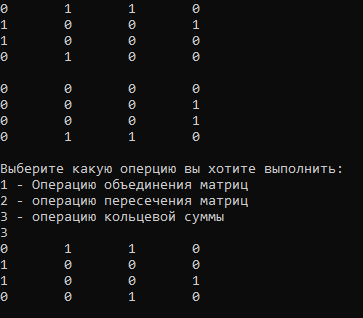 0 1 1 0
1 0 0 1
1 0 0 0
0 1 0 0
0 0 0 0
0 0 0 1
0 0 0 1
0 1 1 0
Выберите какую оперцию вы хотите выполнить:
1 - Операцию объединения матриц
2 - операцию пересечения матриц
3 - операцию кольцевой суммы
3
0 1 1 0
1 0 0 0
1 0 0 1
0 0 1 0